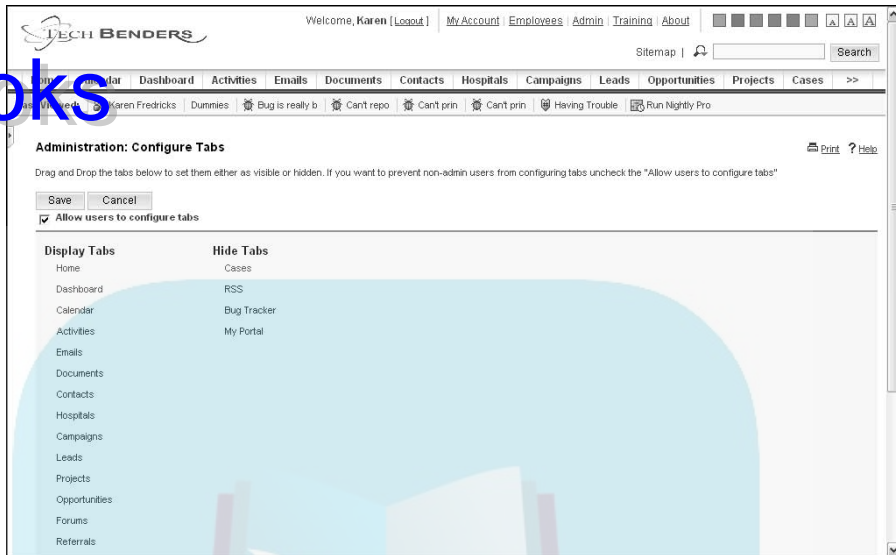 TECH BENDERS
Welcome, Karen [ Logout ] My Account | Employees | Admin | Training | About A A A
Sitemap | Search
Dashboard Activities Emails Documents Contacts Hospitals Campaigns Leads Opportunities Projects Cases >>
oks
Karen Fredricks | Dummies | Bug is really b | Can't repo | Can't prin | Can't prin | Having Trouble | Run Nightly Pro
Administration: Configure Tabs Print ? Help
Drag and Drop the tabs below to set them either as visible or hidden. If you want to prevent non-admin users from configuring tabs uncheck the "Allow users to configure tabs"
Save Cancel
Allow users to configure tabs
Display Tabs Hide Tabs
Home Cases
Dashboard RSS
Calendar Bug Tracker
Activities My Portal
Emails
Documents
Contacts
Hospitals
Campaigns
Leads
Projects
Opportunities
Forums
Referrals